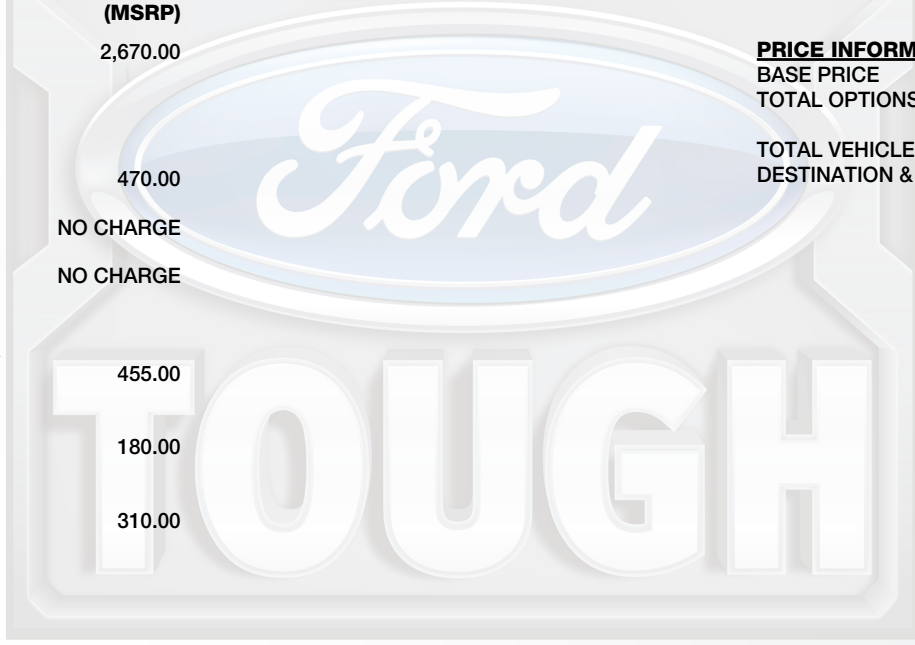 (MSRP)
2,670.00
470.00
NO CHARGE
NO CHARGE
455.00
180.00
310.00
PRICE INFORM
BASE PRICE
TOTAL OPTIONS
TOTAL VEHICLE
DESTINATION &
Ford
TOUGH